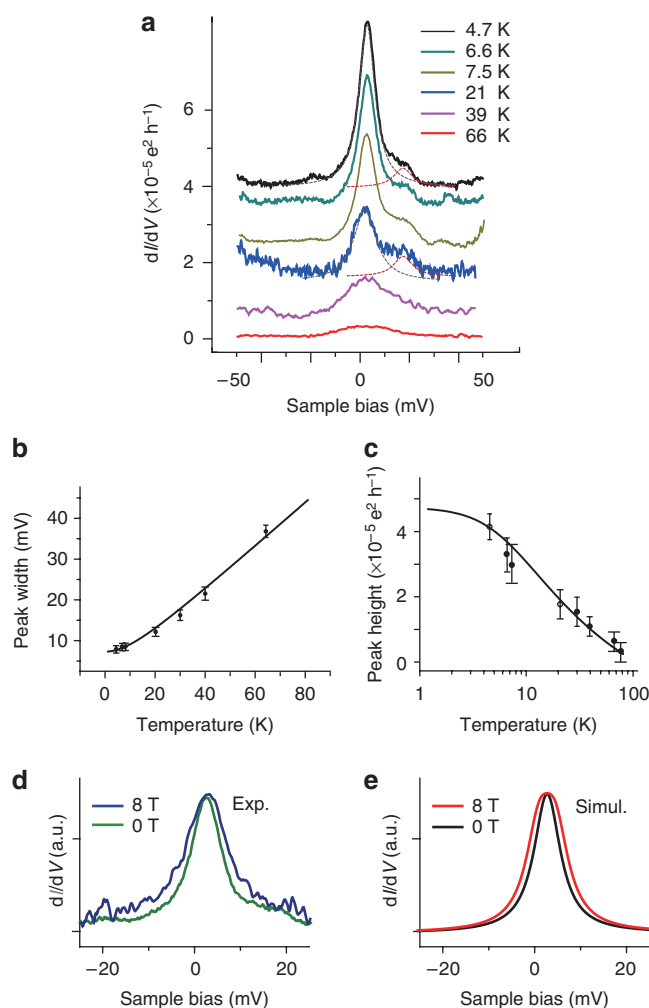 a
4.7 K
6.6 K
7.5 K
21 K
39 K
66 K
dI/dV (×10⁻⁵ e² h⁻¹)
6
4
2
0
−50 0 50
Sample bias (mV)
b
Peak width (mV)
40
30
20
10
0 20 40 60 80
Temperature (K)
c
Peak height (×10⁻⁵ e² h⁻¹)
4
2
0
1 10 100
Temperature (K)
d
8 T
0 T
Exp.
dI/dV (a.u.)
−20 0 20
Sample bias (mV)
e
8 T
0 T
Simul.
dI/dV (a.u.)
−20 0 20
Sample bias (mV)